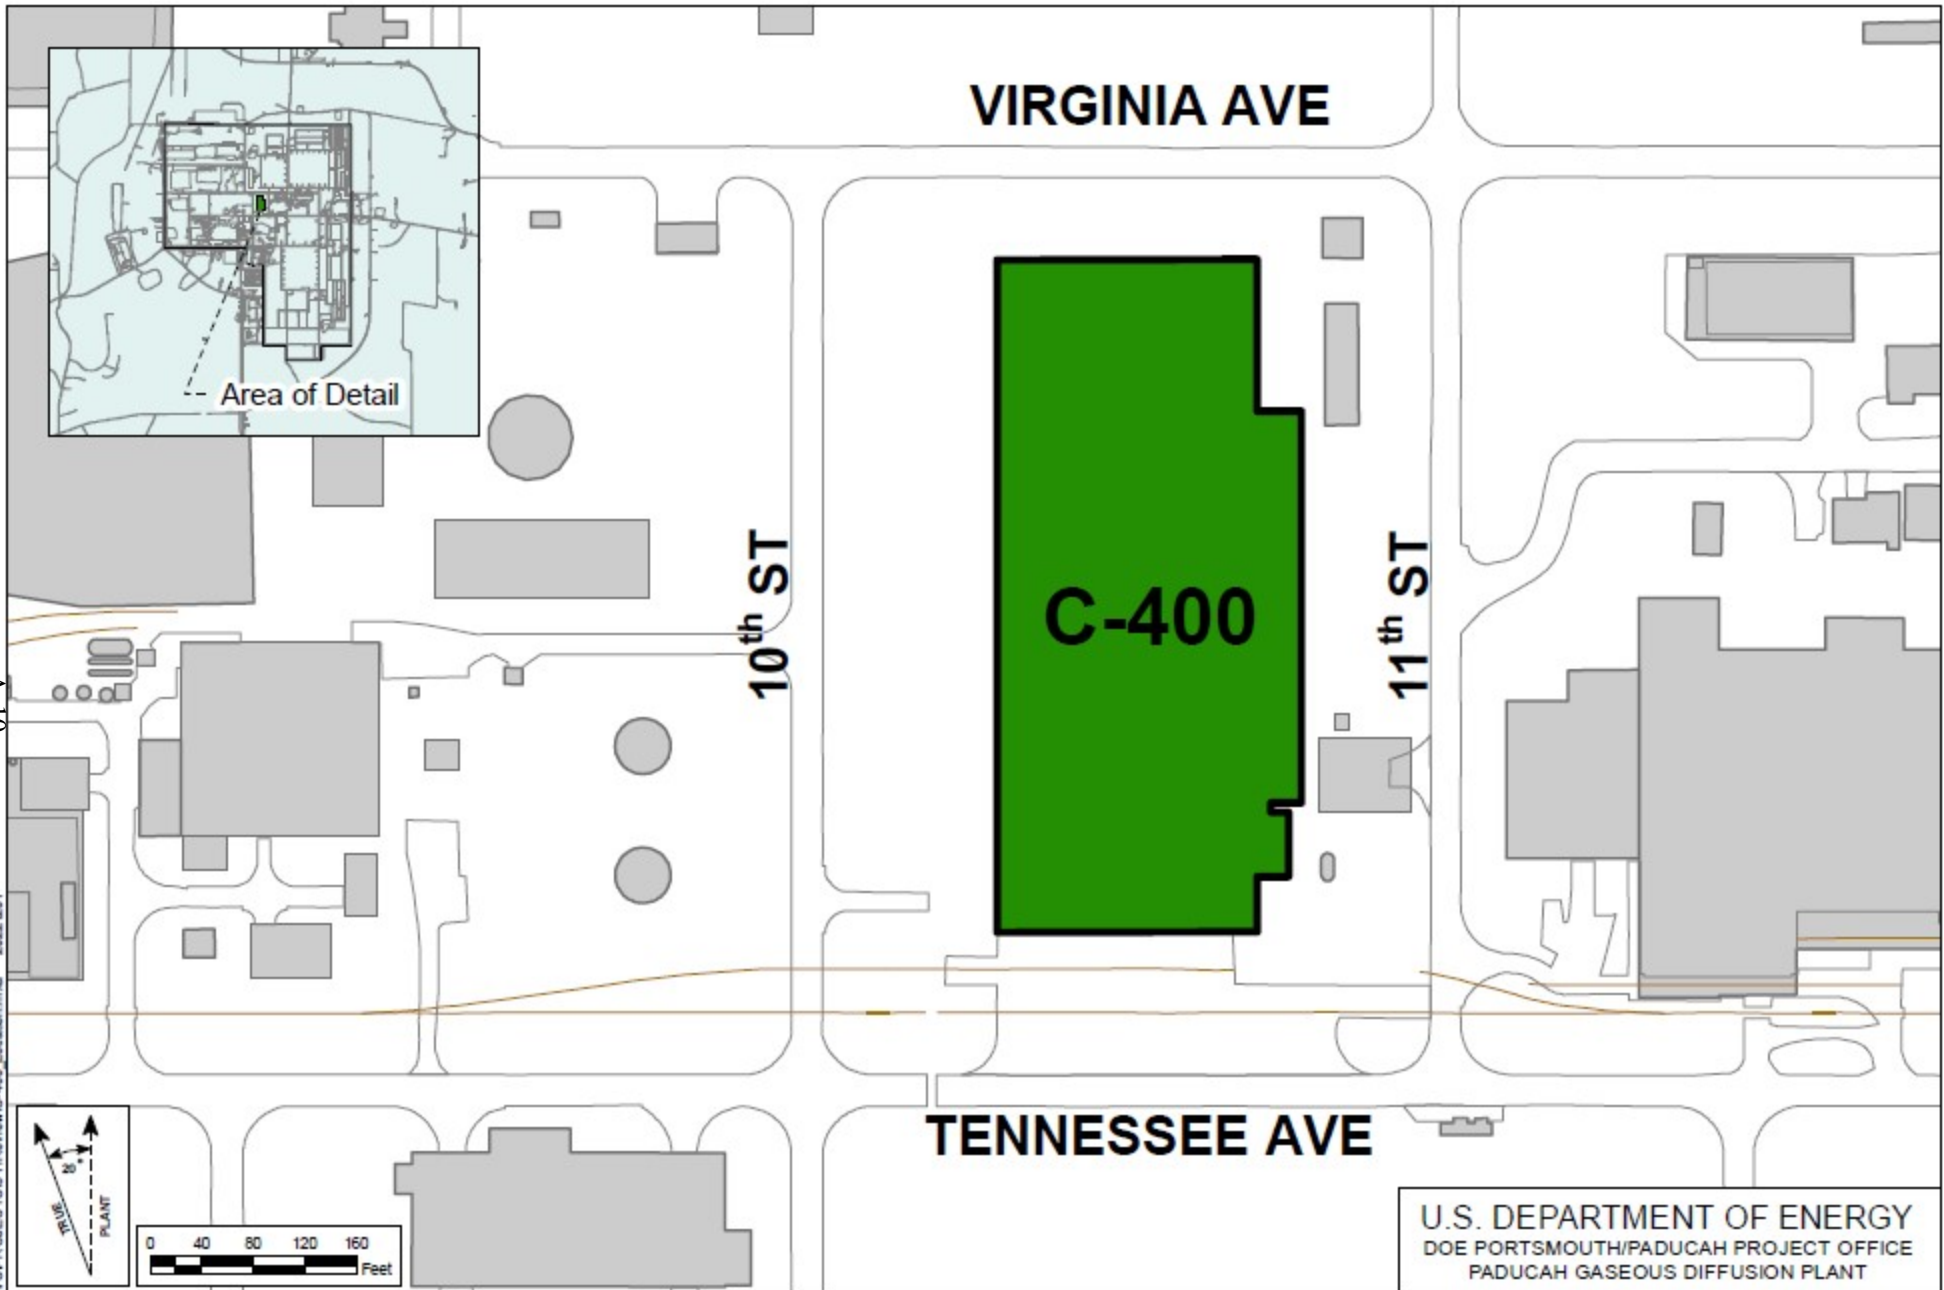 VIRGINIA AVE
Area of Detail
10th ST
C-400
11th ST
TENNESSEE AVE
20°
TRUE
PLANT
0 40 80 120 160
Feet
U.S. DEPARTMENT OF ENERGY
DOE PORTSMOUTH/PADUCAH PROJECT OFFICE
PADUCAH GASEOUS DIFFUSION PLANT